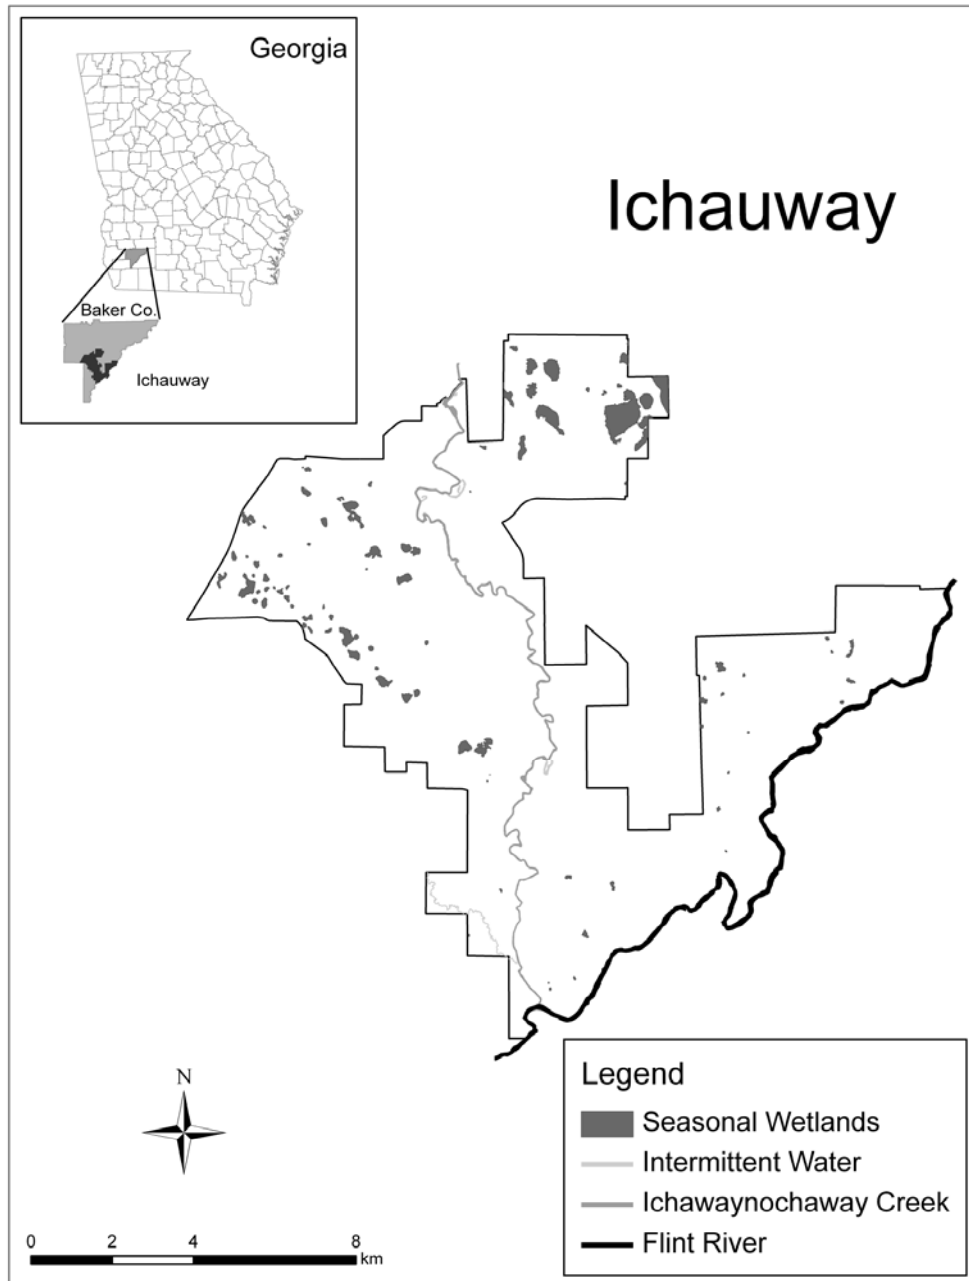 Georgia
Baker Co.
Ichauway
Ichauway
N
0 2 4 8
km
Legend
Seasonal Wetlands
Intermittent Water
Ichawaynochaway Creek
Flint River